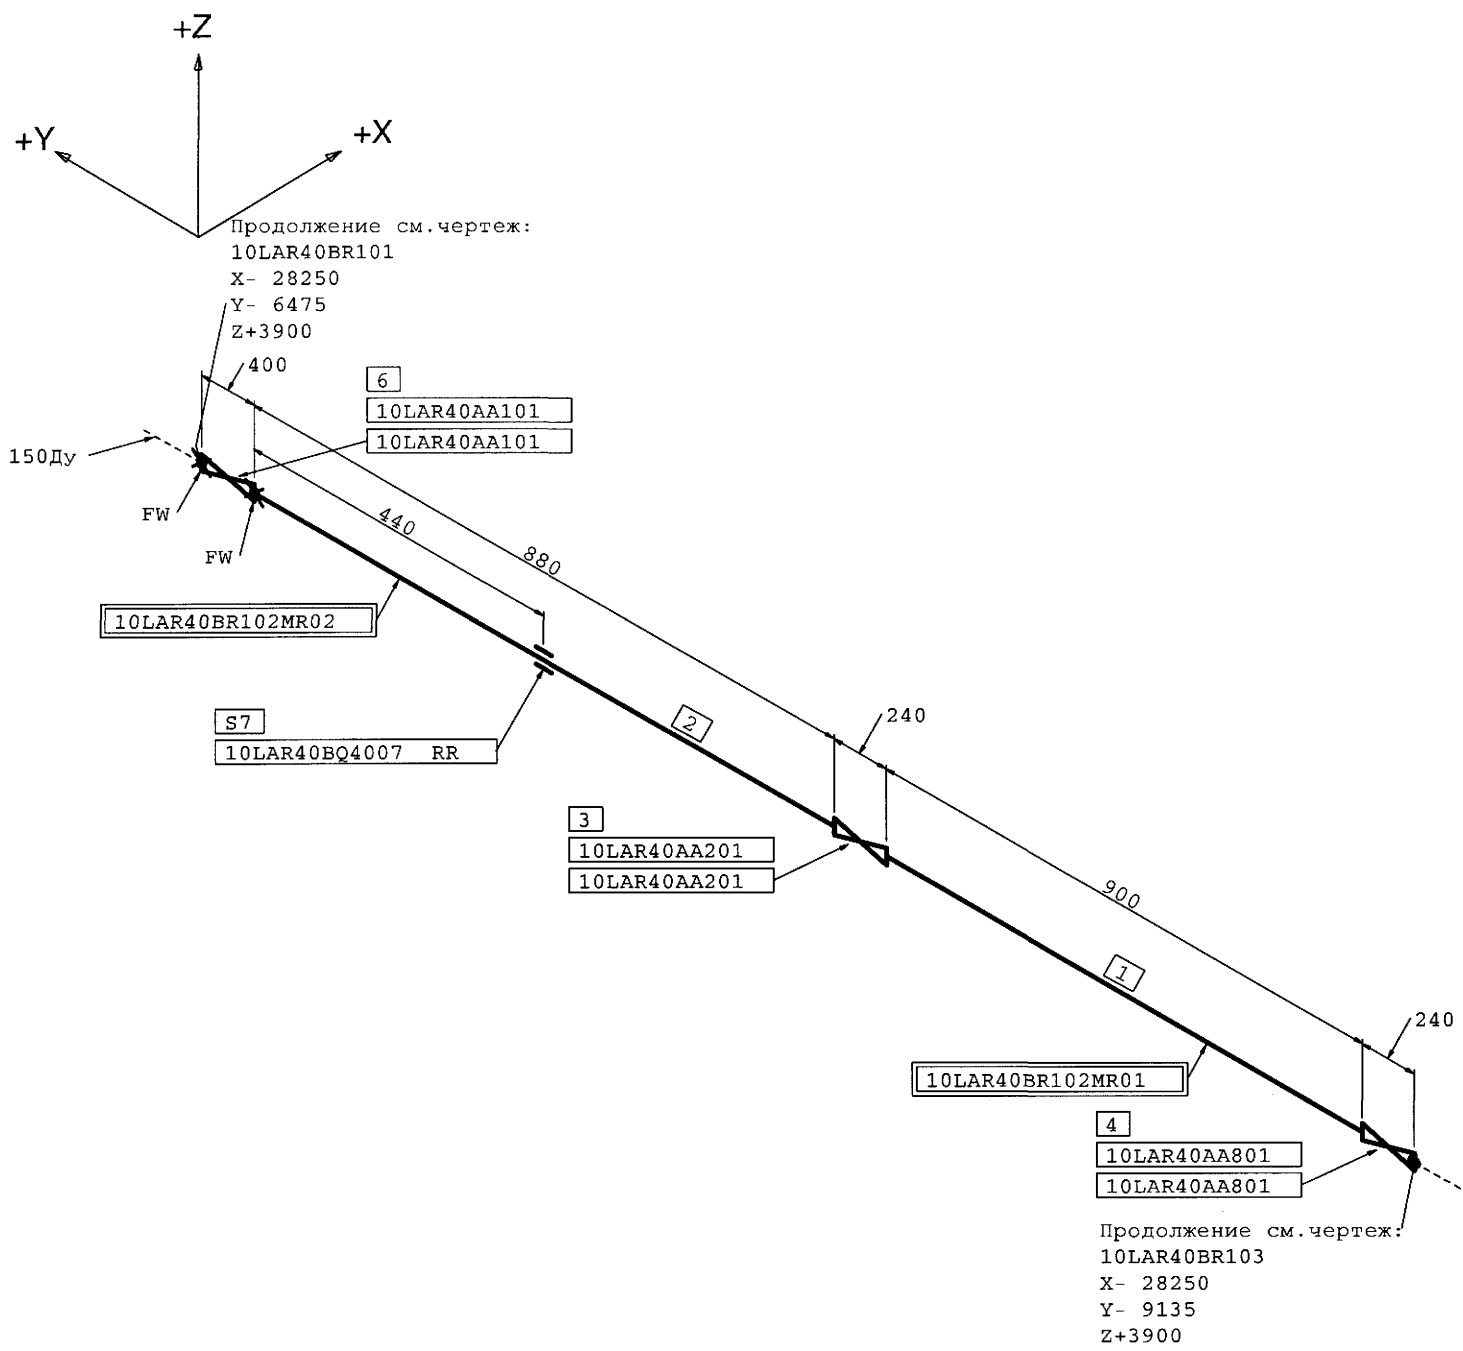 +Z
+Y
+X
Продолжение см.чертеж:
10LAR40BR101
X- 28250
Y- 6475
Z+3900
400
6
10LAR40AA101
10LAR40AA101
150Ду
FW
FW
440
880
10LAR40BR102MR02
S7
10LAR40BQ4007 RR
2
240
3
10LAR40AA201
10LAR40AA201
900
1
240
10LAR40BR102MR01
4
10LAR40AA801
10LAR40AA801
Продолжение см.чертеж:
10LAR40BR103
X- 28250
Y- 9135
Z+3900